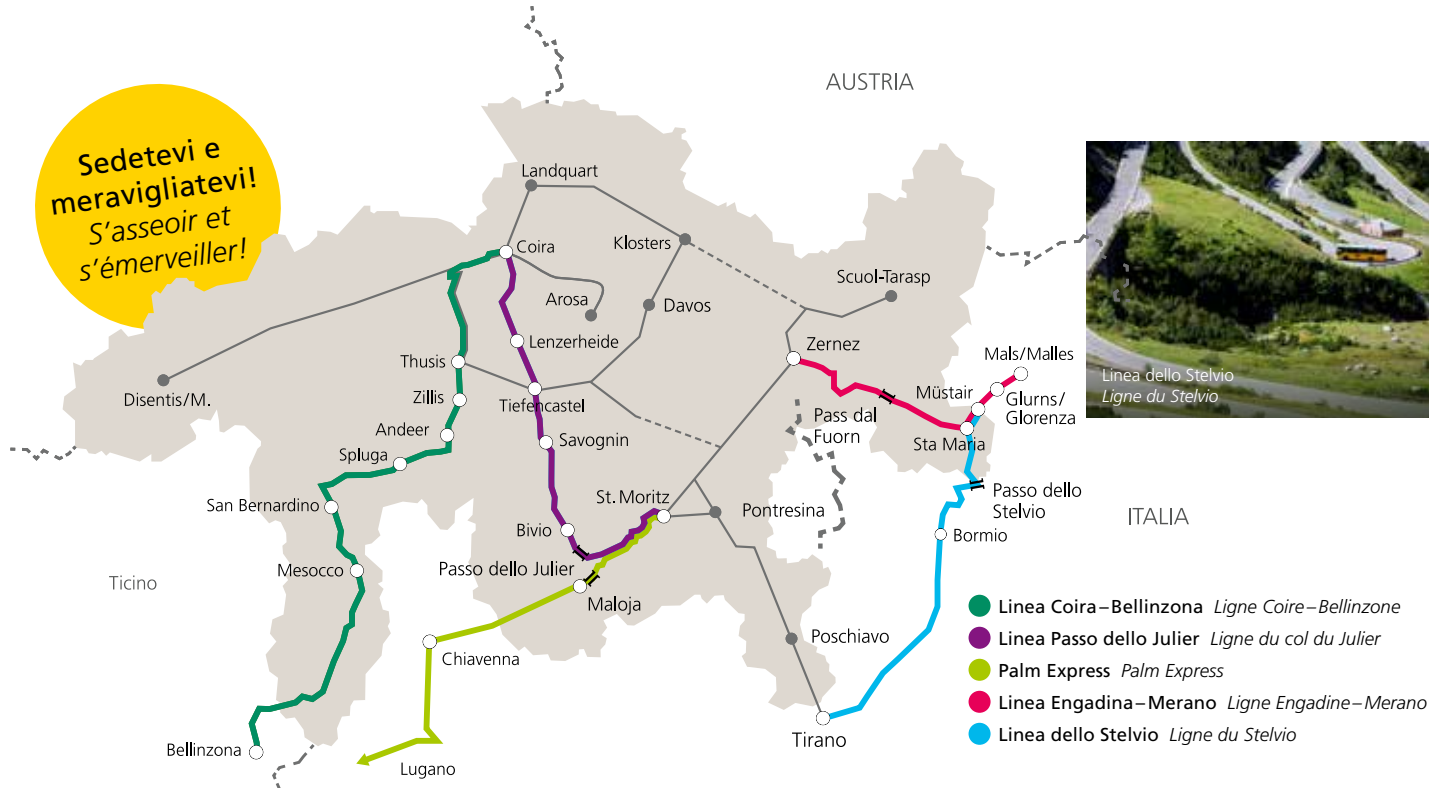 AUSTRIA
Sedetevi e
meravigliatevi!
S’asseoir et
s’émerveiller!
Landquart
Klosters
Coira
Scuol-Tarasp
Arosa
Davos
Lenzerheide
Zernez
Thusis
Mals/Malles
Disentis/M.
Zillis
Tiefencastel
Müstair
Glurns/
Glorenza
Linea dello Stelvio
Ligne du Stelvio
Pass dal
Fuorn
Andeer
Savognin
Sta Maria
Spluga
San Bernardino
St. Moritz
Pontresina
Passo dello
Stelvio
ITALIA
Bivio
Bormio
Mesocco
Passo dello Julier
Ticino
Maloja
Poschiavo
Chiavenna
Tirano
Bellinzona
Lugano
Linea Coira–Bellinzona Ligne Coire–Bellinzone
Linea Passo dello Julier Ligne du col du Julier
Palm Express Palm Express
Linea Engadina–Merano Ligne Engadine–Merano
Linea dello Stelvio Ligne du Stelvio